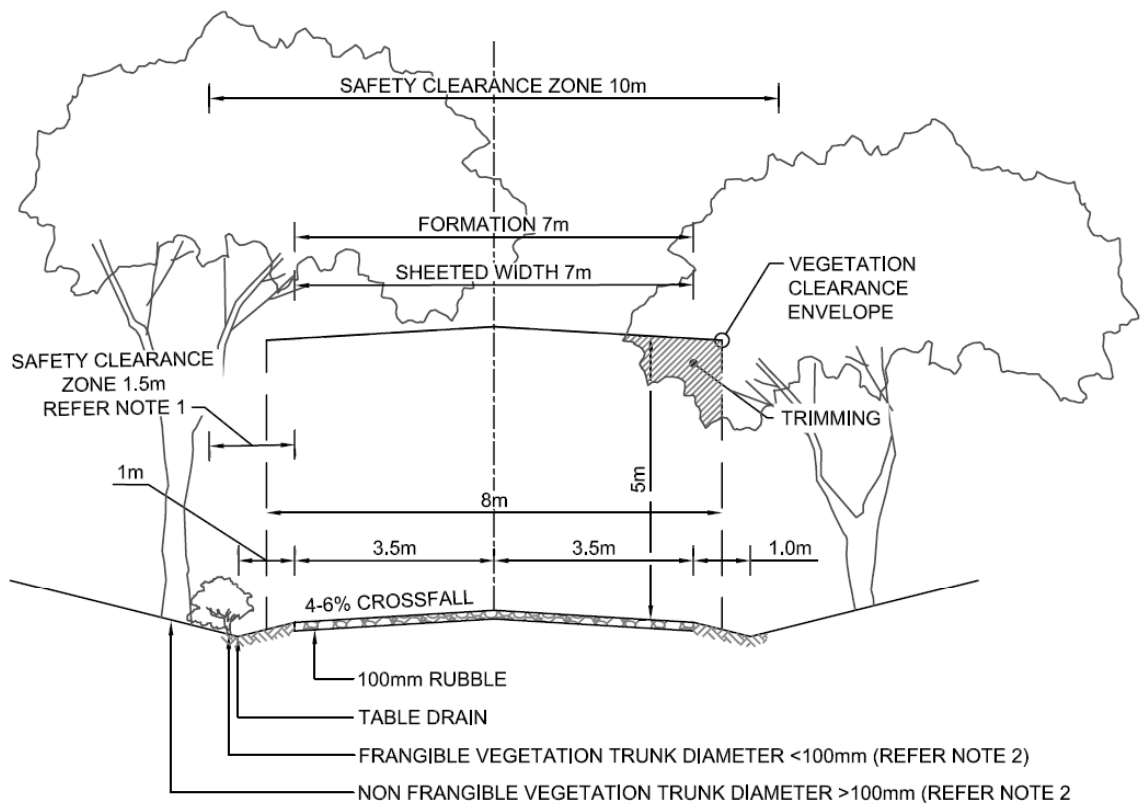 SAFETY CLEARANCE ZONE 10m
FORMATION 7m
SHEETED WIDTH 7m
VEGETATION
CLEARANCE
ENVELOPE
SAFETY CLEARANCE
ZONE 1.5m
REFER NOTE 1
TRIMMING
1m
5m
8m
3.5m
3.5m
1.0m
4-6% CROSSFALL
100mm RUBBLE
TABLE DRAIN
FRANGIBLE VEGETATION TRUNK DIAMETER <100mm (REFER NOTE 2)
NON FRANGIBLE VEGETATION TRUNK DIAMETER >100mm (REFER NOTE 2